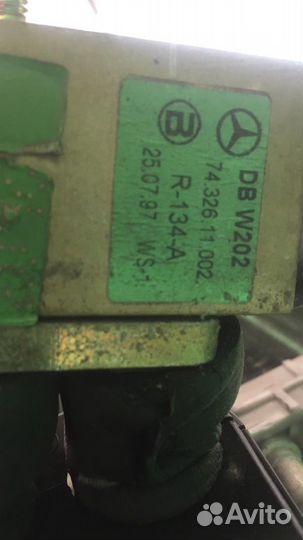 DB W202
74.326 11.002
B R-134-A
25.07.97 WS-1
Avito